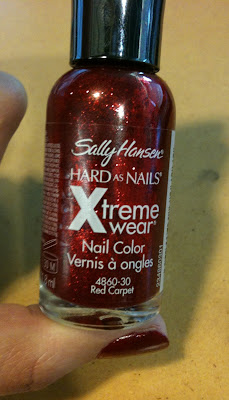 Sally Hansen®
HARD AS NAILS®
Xtreme
wear®
Nail Color
Vernis à ongles
4860-30
Red Carpet